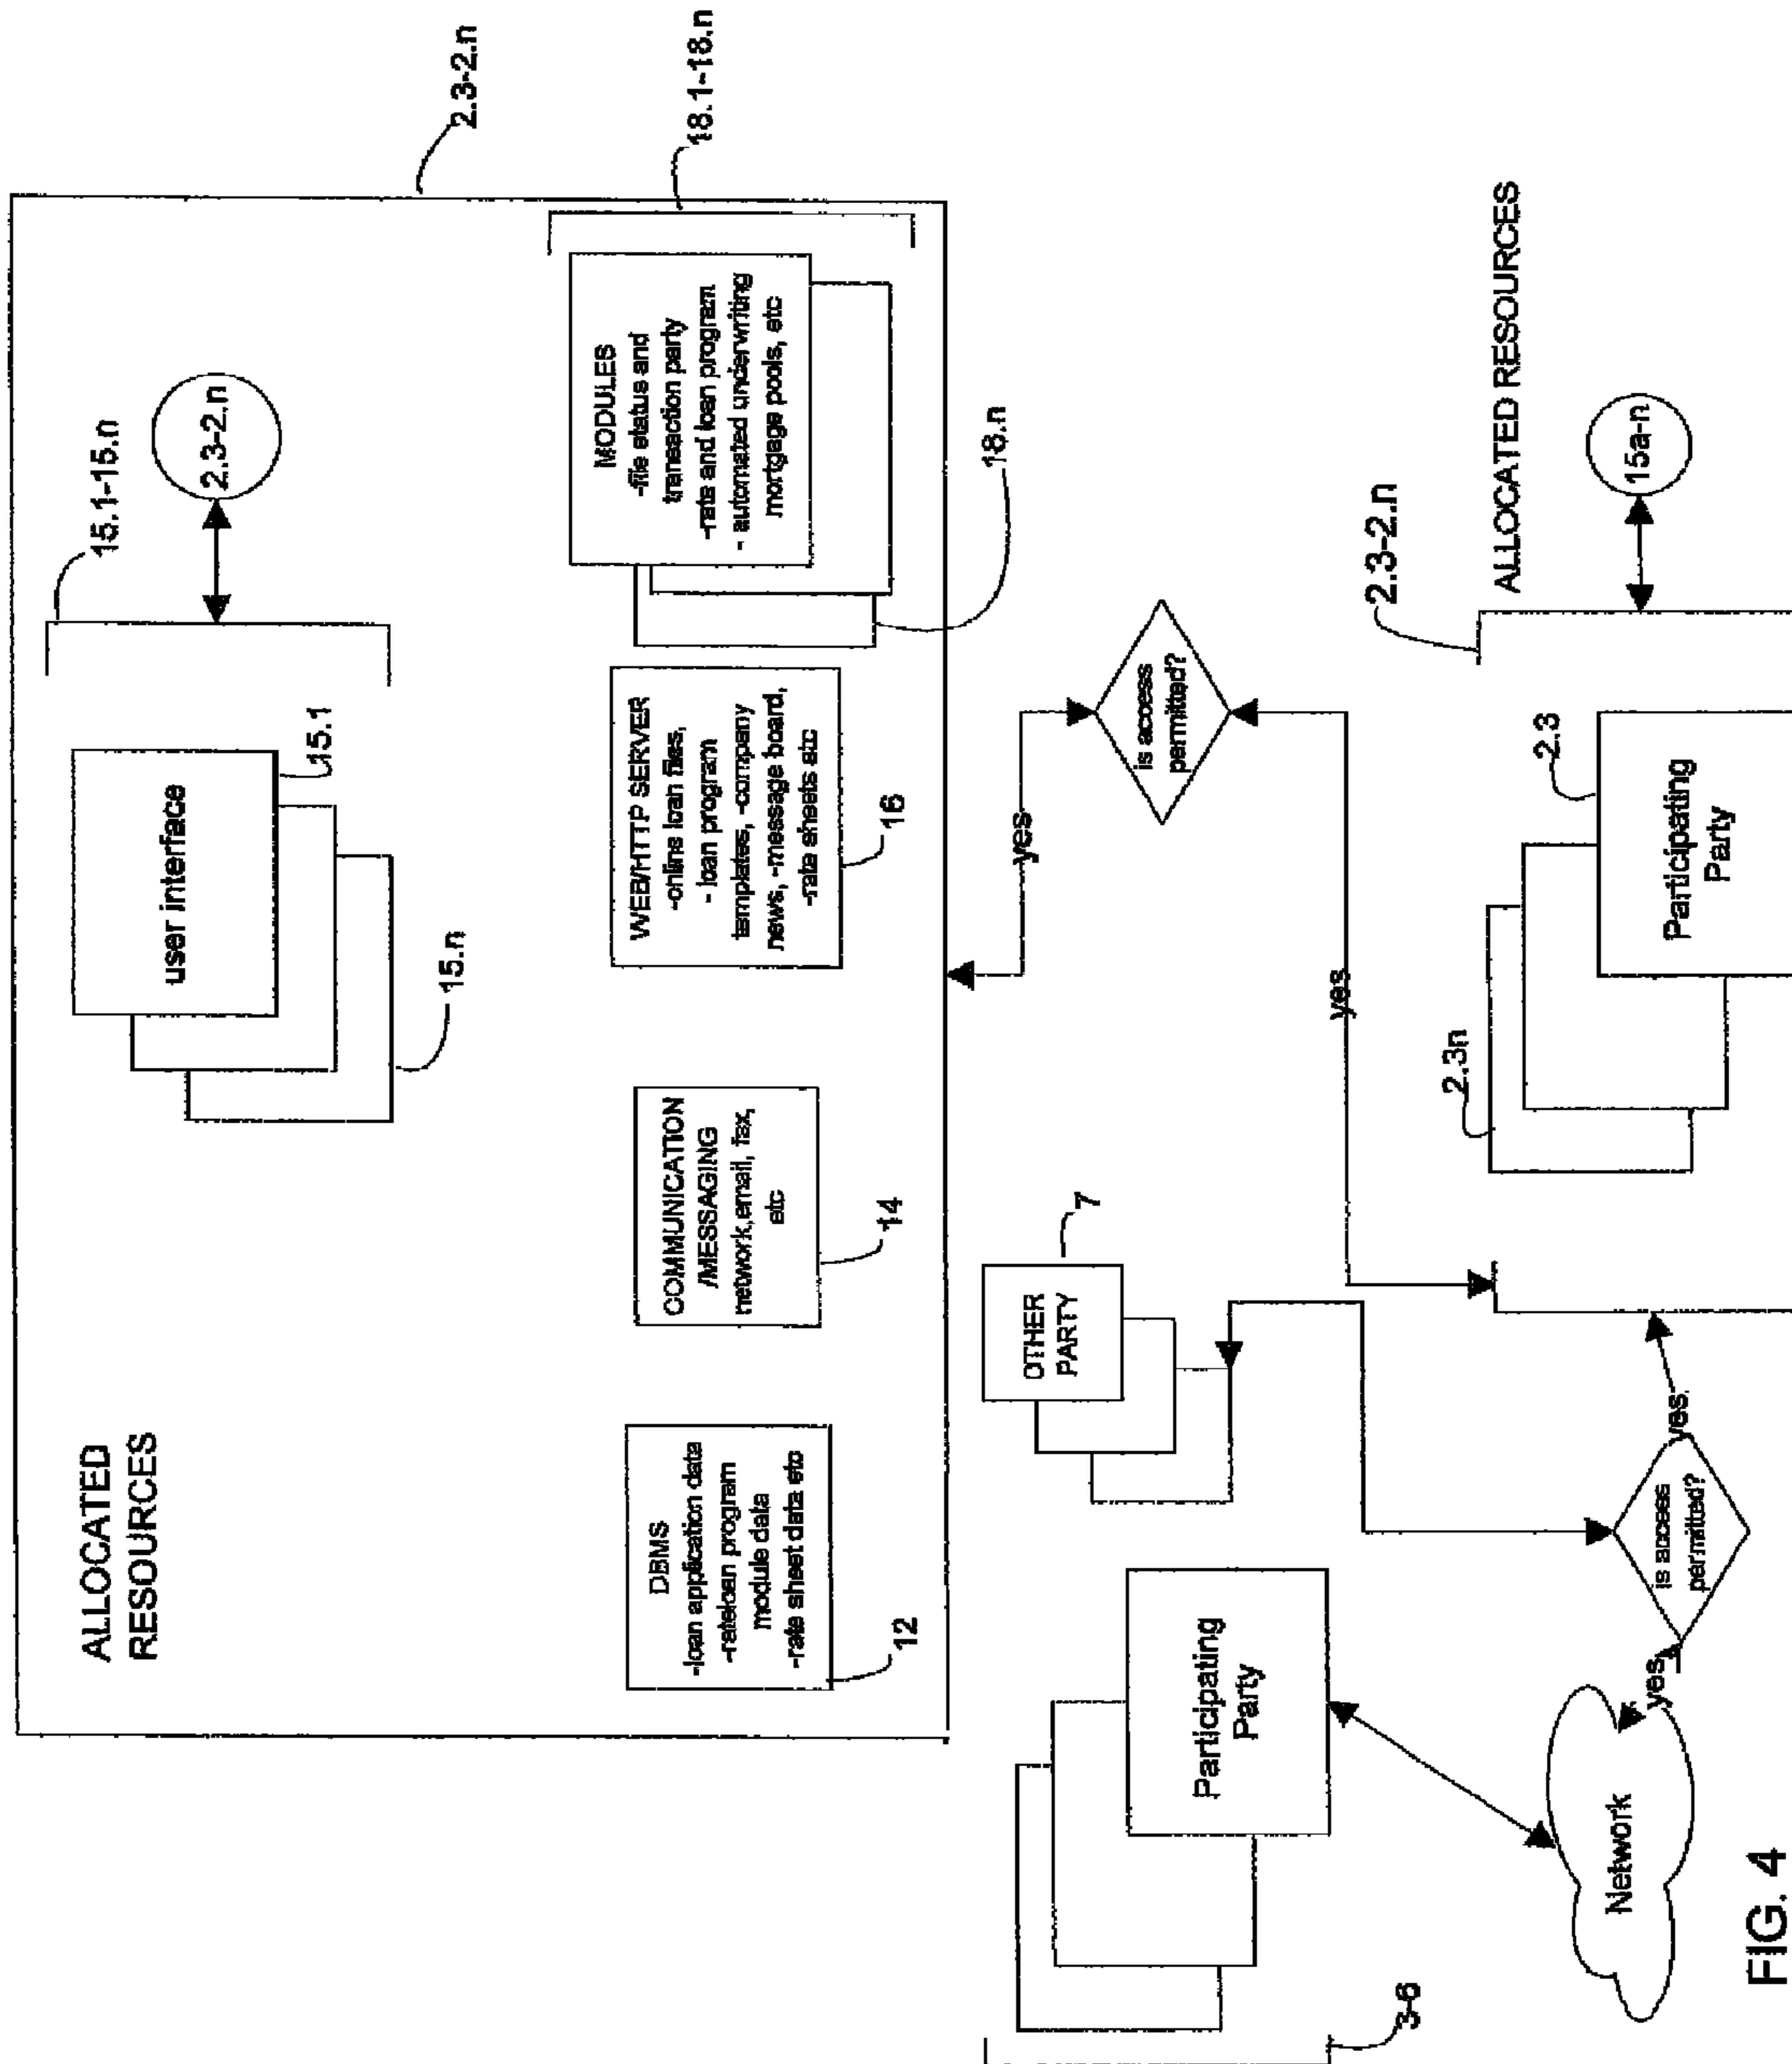 2.3-2.n
ALLOCATED
RESOURCES
15.1-15.n
user interface
2.3-2.n
15.1
15.n
DBMS
-loan application data
-rateloan program
module data
-rate sheet data etc
12
COMMUNICATION
/MESSAGING
network,email, fax,
etc
14
WEB/HTTP SERVER
-online loan files,
- loan program
templates, -company
news, -message board,
-rate sheets etc
16
MODULES
-file status and
transaction party
-rate and loan program
- automated underwriting
mortgage pools, etc
18.1-18.n
18.n
yes
is access
permitted?
yes
OTHER
PARTY
7
Participating
Party
3-6
Network
yes
is access
permitted?
yes
2.3n
Participating
Party
2.3
2.3-2.n
ALLOCATED RESOURCES
15a-n
FIG. 4